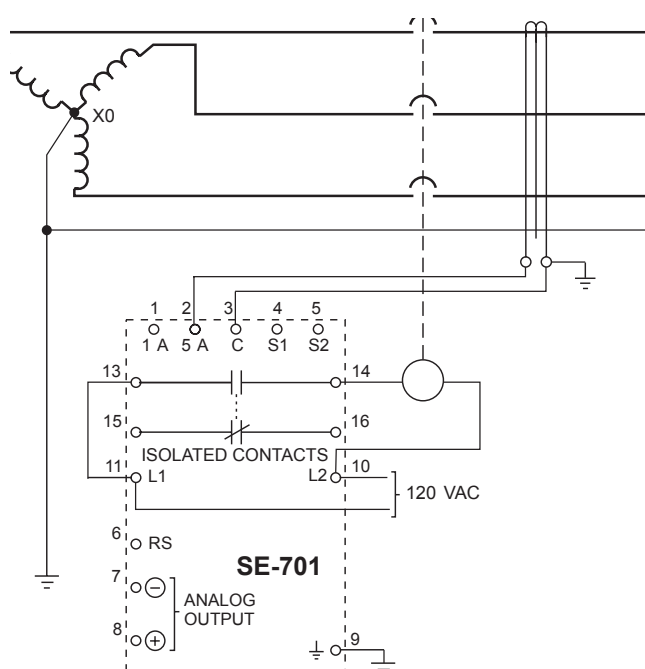 X0
1 2 3 4 5
1 A 5 A C S1 S2
13 14
15 16
ISOLATED CONTACTS
11 L1 L2 10
120 VAC
6 RS
SE-701
7 −
ANALOG
OUTPUT
8 +
9